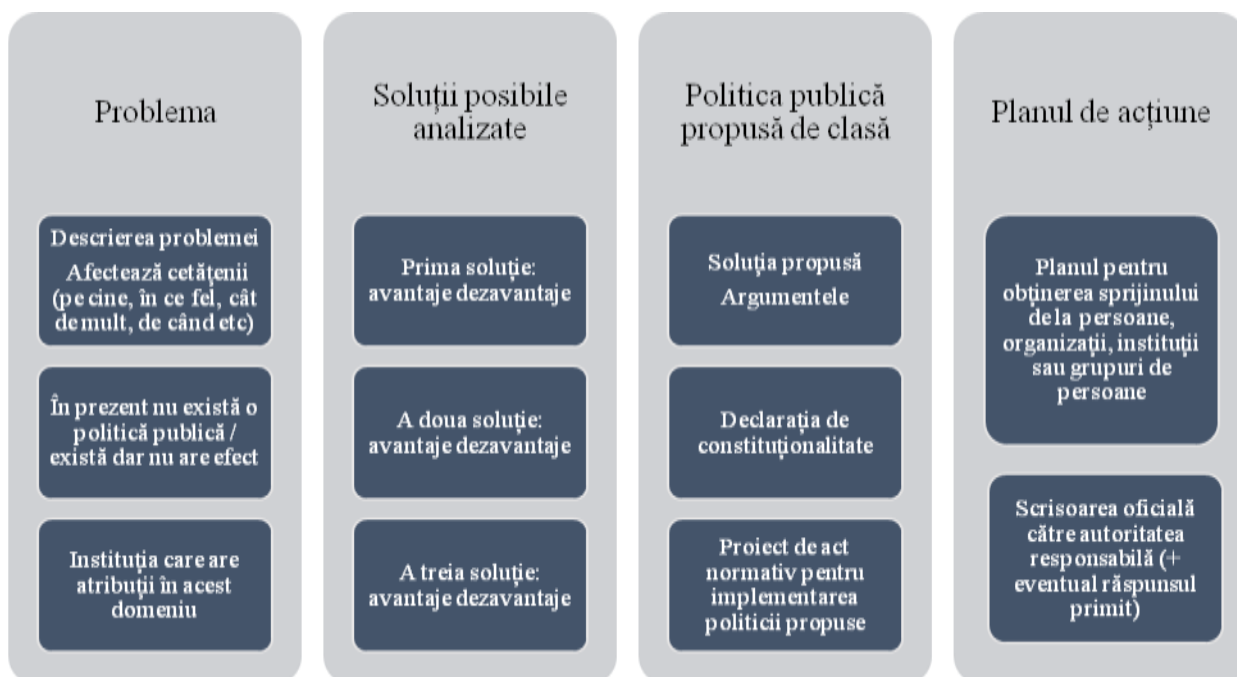 Problema
Descrierea problemei
Afectează cetățenii
(pe cine, în ce fel, cât
de mult, de când etc)
În prezent nu există o
politică publică /
există dar nu are efect
Instituția care are
atribuții în acest
domeniu
Soluții posibile
analizate
Prima soluție:
avantaje dezavantaje
A doua soluție:
avantaje dezavantaje
A treia soluție:
avantaje dezavantaje
Politica publică
propusă de clasă
Soluția propusă
Argumentele
Declarația de
constituționalitate
Proiect de act
normativ pentru
implementarea
politicii propuse
Planul de acțiune
Planul pentru
obținerea sprijinului
de la persoane,
organizații, instituții
sau grupuri de
persoane
Scrisoarea oficială
către autoritatea
responsabilă (+
eventual răspunsul
primit)